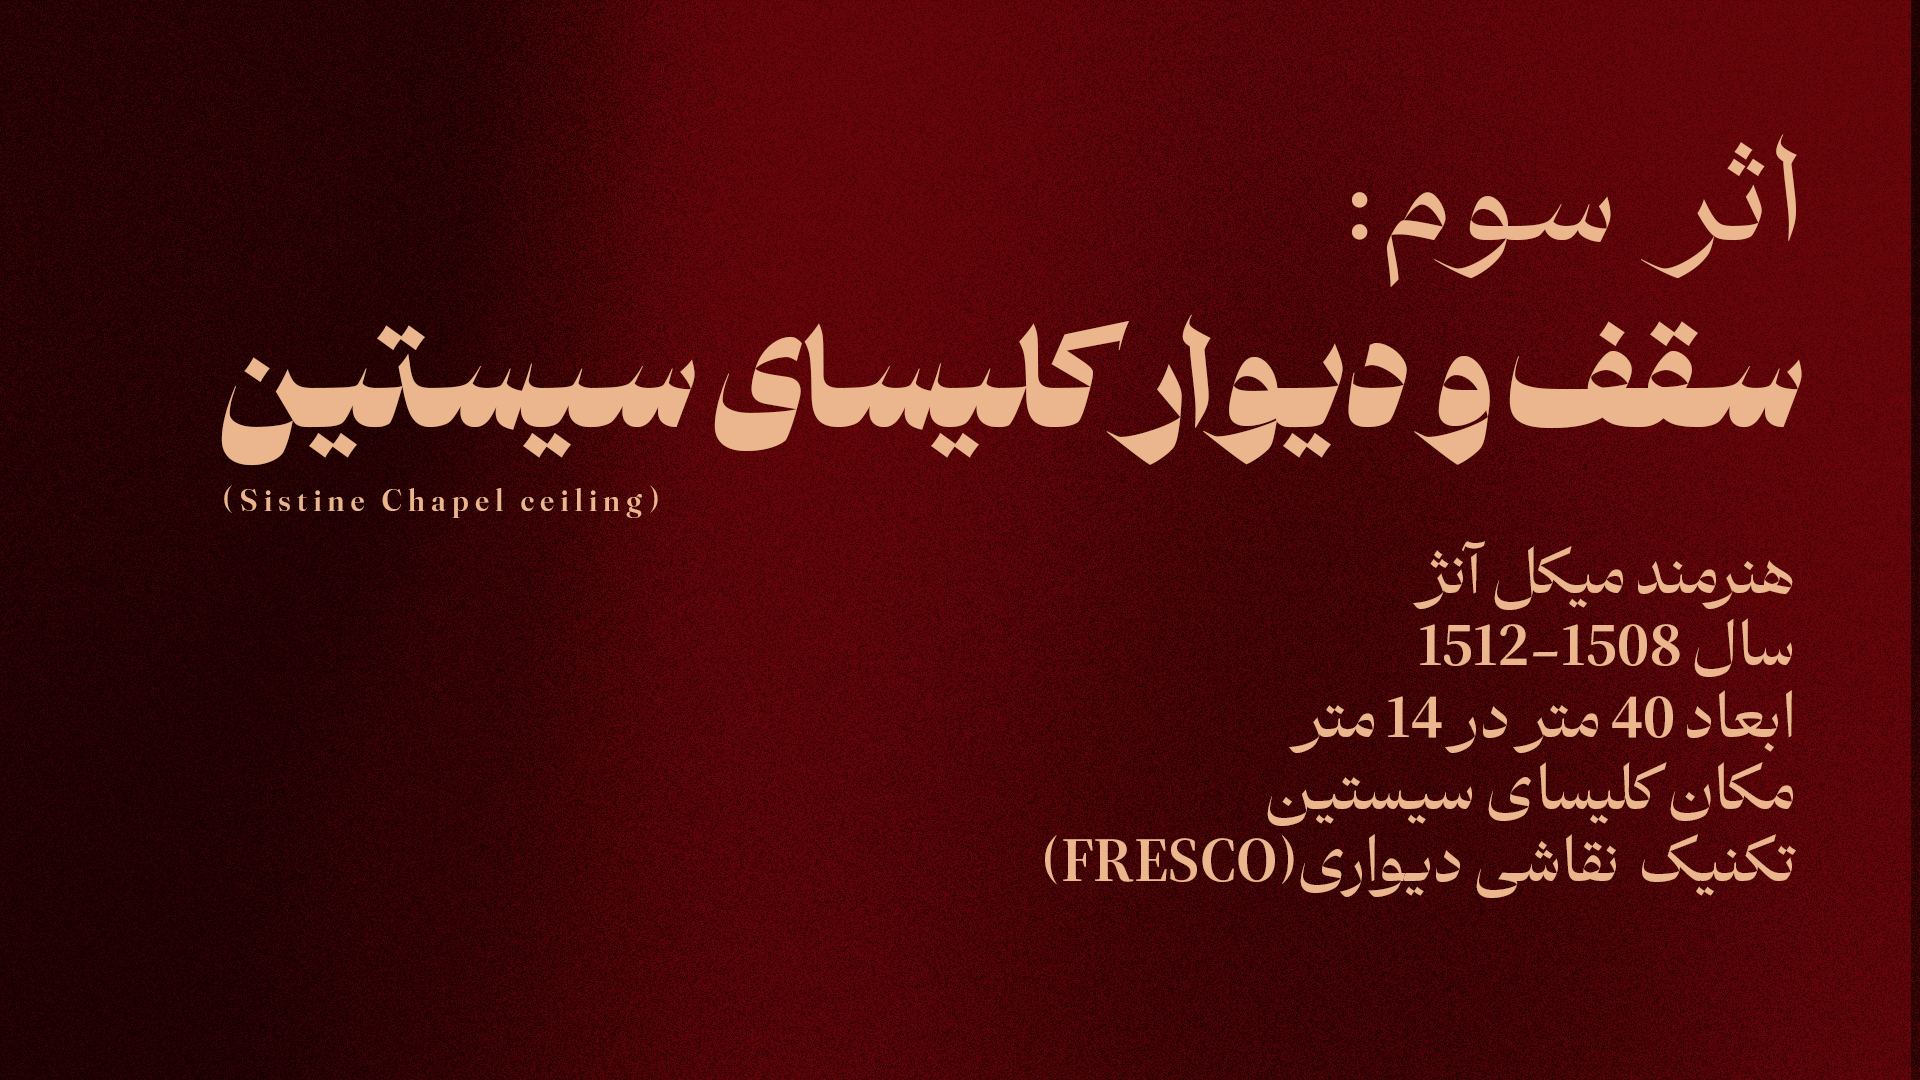 اثر سوم:
سقف و دیوار کلیسای سیستین
(Sistine Chapel ceiling)
هنرمند میکل آنژ
سال 1508–1512
ابعاد 40 متر در 14 متر
مکان کلیسای سیستین
تکنیک نقاشی دیواری(FRESCO)